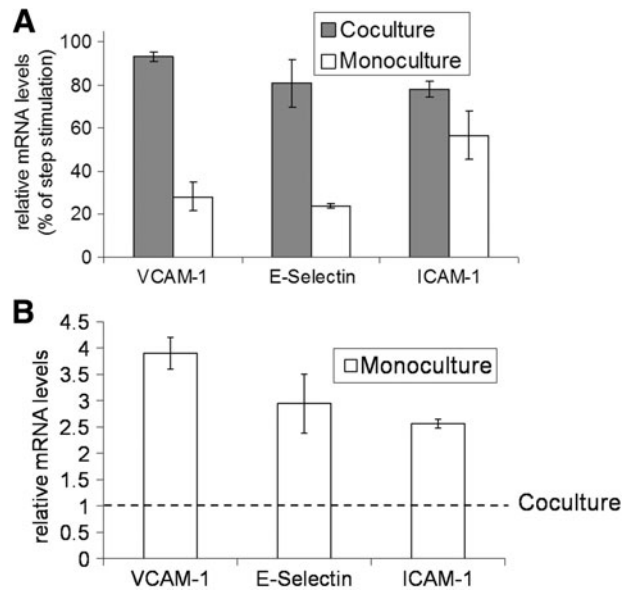 A
relative mRNA levels
(% of step stimulation)
100
80
60
40
20
0
Coculture
Monoculture
VCAM-1 E-Selectin ICAM-1
B
relative mRNA levels
4.5
4
3.5
3
2.5
2
1.5
1
0.5
0
Monoculture
Coculture
VCAM-1 E-Selectin ICAM-1